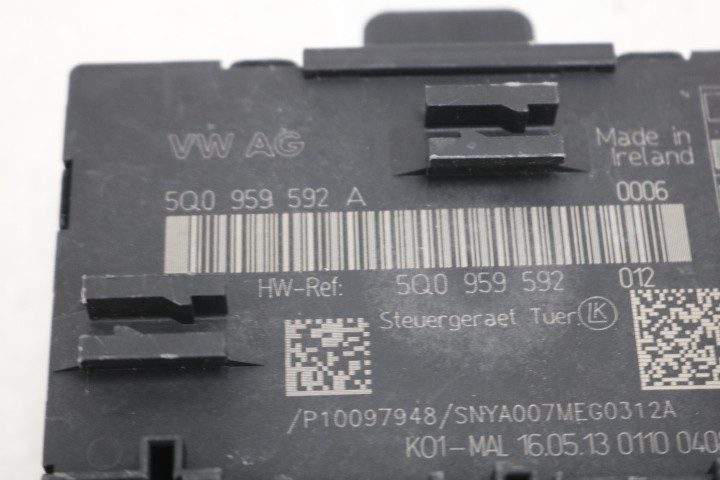 VW AG
Made in
Ireland
5Q0 959 592 A 0006
HW-Ref: 5Q0 959 592 012
Steuergeraet Tuer. LK
/P10097948/SNYA007MEG0312A
K01-MAL 16.05.13 0110